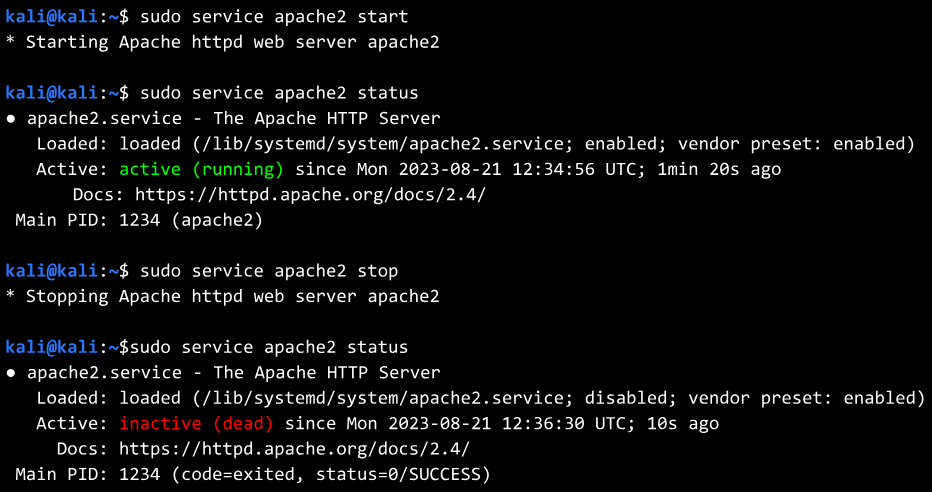 kali@kali:~$ sudo service apache2 start
* Starting Apache httpd web server apache2
kali@kali:~$ sudo service apache2 status
● apache2.service - The Apache HTTP Server
Loaded: loaded (/lib/systemd/system/apache2.service; enabled; vendor preset: enabled)
Active: active (running) since Mon 2023-08-21 12:34:56 UTC; 1min 20s ago
Docs: https://httpd.apache.org/docs/2.4/
Main PID: 1234 (apache2)
kali@kali:~$ sudo service apache2 stop
* Stopping Apache httpd web server apache2
kali@kali:~$sudo service apache2 status
● apache2.service - The Apache HTTP Server
Loaded: loaded (/lib/systemd/system/apache2.service; disabled; vendor preset: enabled)
Active: inactive (dead) since Mon 2023-08-21 12:36:30 UTC; 10s ago
Docs: https://httpd.apache.org/docs/2.4/
Main PID: 1234 (code=exited, status=0/SUCCESS)